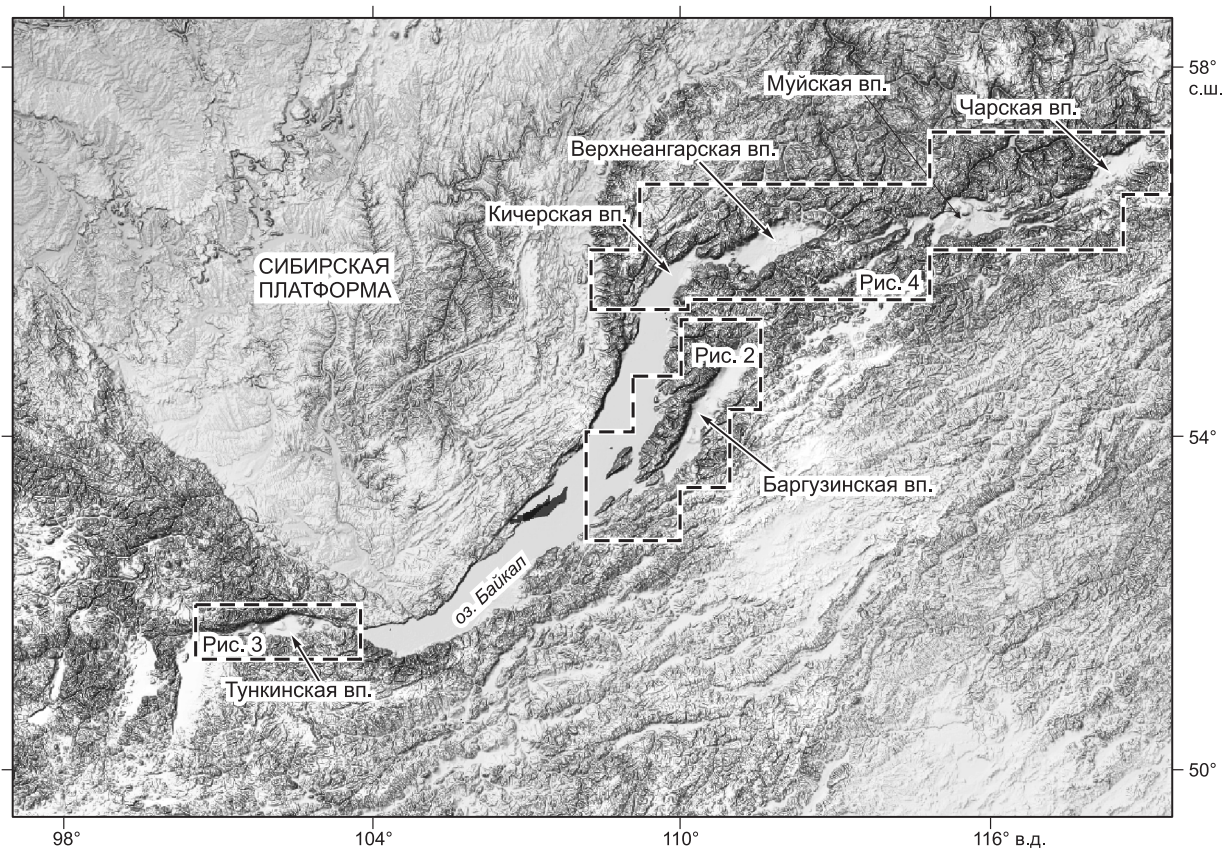 58°
с.ш.
Муйская вп.
Чарская вп.
Верхнеангарская вп.
Кичерская вп.
СИБИРСКАЯ
ПЛАТФОРМА
Рис. 4
Рис. 2
54°
Баргузинская вп.
оз. Байкал
Рис. 3
Тункинская вп.
50°
98°
104°
110°
116° в.д.